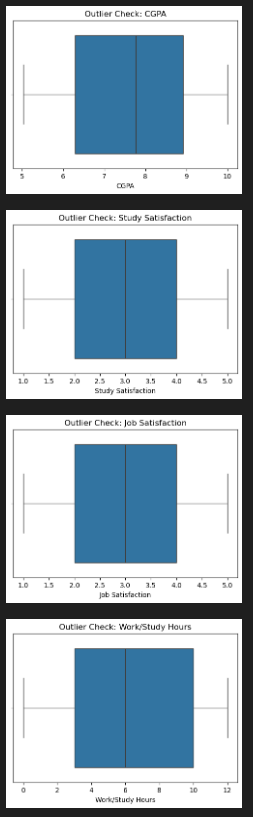 Outlier Check: CGPA
5 6 7 8 9 10
CGPA
Outlier Check: Study Satisfaction
1.0 1.5 2.0 2.5 3.0 3.5 4.0 4.5 5.0
Study Satisfaction
Outlier Check: Job Satisfaction
1.0 1.5 2.0 2.5 3.0 3.5 4.0 4.5 5.0
Job Satisfaction
Outlier Check: Work/Study Hours
0 2 4 6 8 10 12
Work/Study Hours